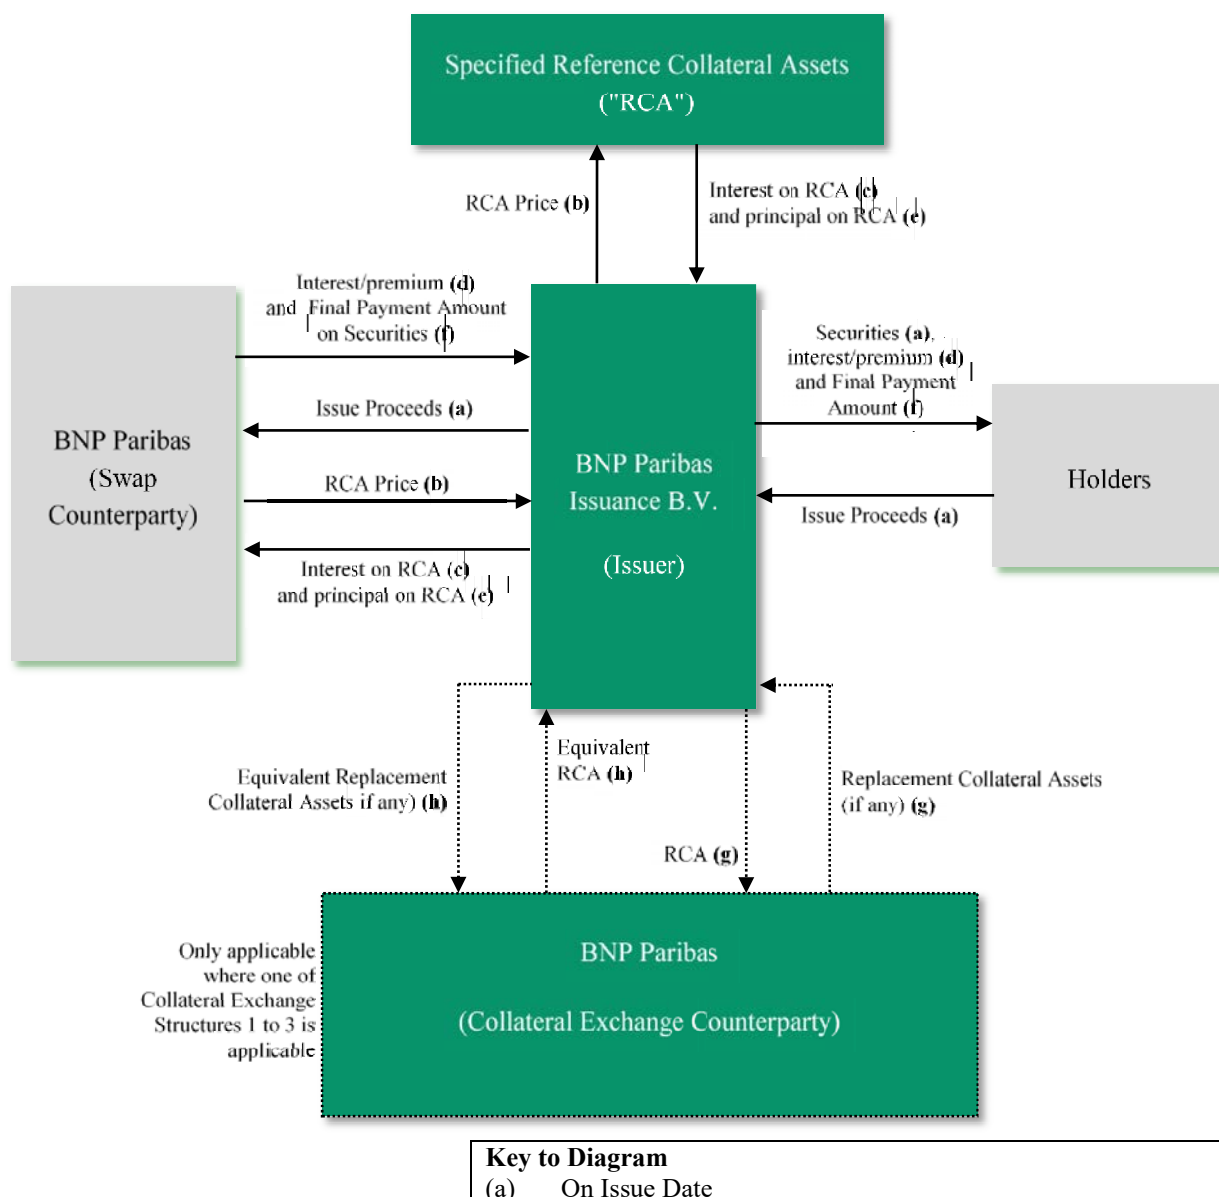 Specified Reference Collateral Assets
("RCA")
RCA Price (b)
Interest on RCA (c)
and principal on RCA (e)
Interest/premium (d)
and Final Payment Amount
on Securities (f)
Securities (a),
interest/premium (d)
and Final Payment
Amount (f)
Issue Proceeds (a)
BNP Paribas
(Swap
Counterparty)
RCA Price (b)
BNP Paribas
Issuance B.V.
(Issuer)
Holders
Issue Proceeds (a)
Interest on RCA (c)
and principal on RCA (e)
Equivalent Replacement
Collateral Assets if any) (h)
Equivalent
RCA (h)
Replacement Collateral Assets
(if any) (g)
RCA (g)
Only applicable
where one of
Collateral Exchange
Structures 1 to 3 is
applicable
BNP Paribas
(Collateral Exchange Counterparty)
Key to Diagram
(a) On Issue Date